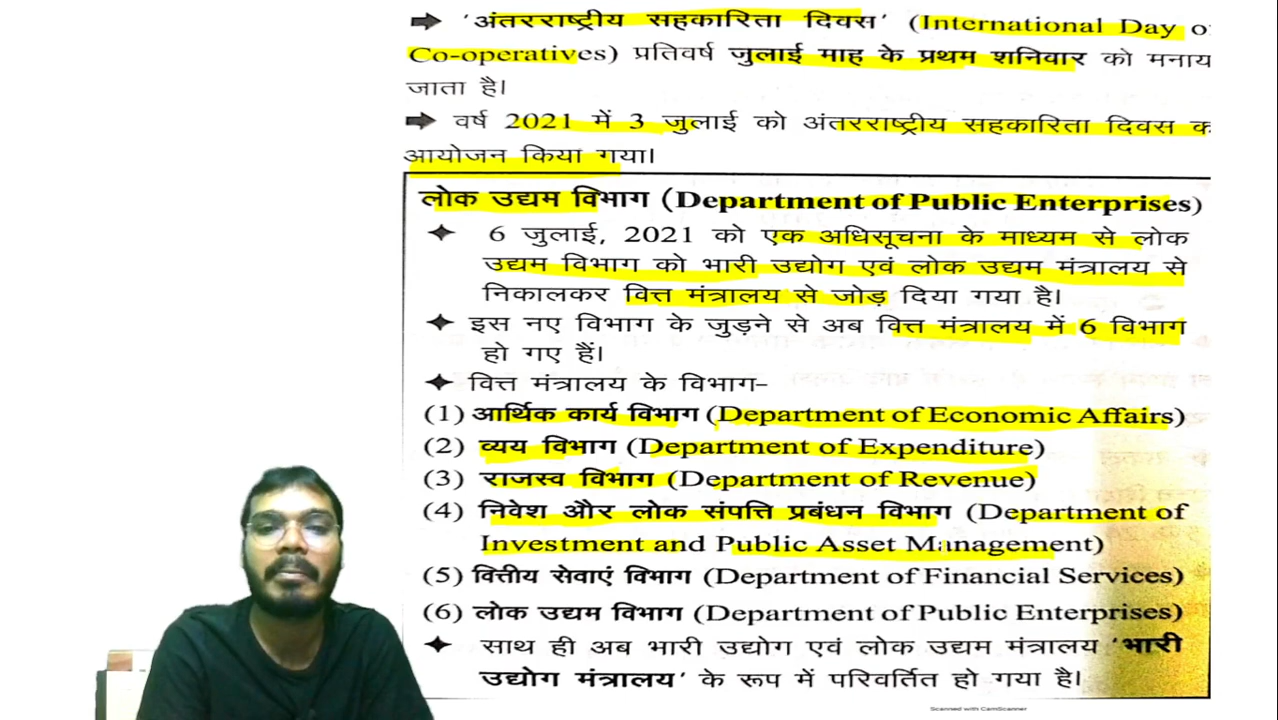 ➡ 'अंतरराष्ट्रीय सहकारिता दिवस' (International Day o
Co-operatives) प्रतिवर्ष जुलाई माह के प्रथम शनिवार को मनाय
जाता है।
➡ वर्ष 2021 में 3 जुलाई को अंतरराष्ट्रीय सहकारिता दिवस क
आयोजन किया गया।
लोक उद्यम विभाग (Department of Public Enterprises)
✦ 6 जुलाई, 2021 को एक अधिसूचना के माध्यम से लोक
उद्यम विभाग को भारी उद्योग एवं लोक उद्यम मंत्रालय से
निकालकर वित्त मंत्रालय से जोड़ दिया गया है।
✦ इस नए विभाग के जुड़ने से अब वित्त मंत्रालय में 6 विभाग
हो गए हैं।
✦ वित्त मंत्रालय के विभाग–
(1) आर्थिक कार्य विभाग (Department of Economic Affairs)
(2) व्यय विभाग (Department of Expenditure)
(3) राजस्व विभाग (Department of Revenue)
(4) निवेश और लोक संपत्ति प्रबंधन विभाग (Department of
Investment and Public Asset Management)
(5) वित्तीय सेवाएं विभाग (Department of Financial Services)
(6) लोक उद्यम विभाग (Department of Public Enterprises)
✦ साथ ही अब भारी उद्योग एवं लोक उद्यम मंत्रालय 'भारी
उद्योग मंत्रालय' के रूप में परिवर्तित हो गया है।
Scanned with CamScanner